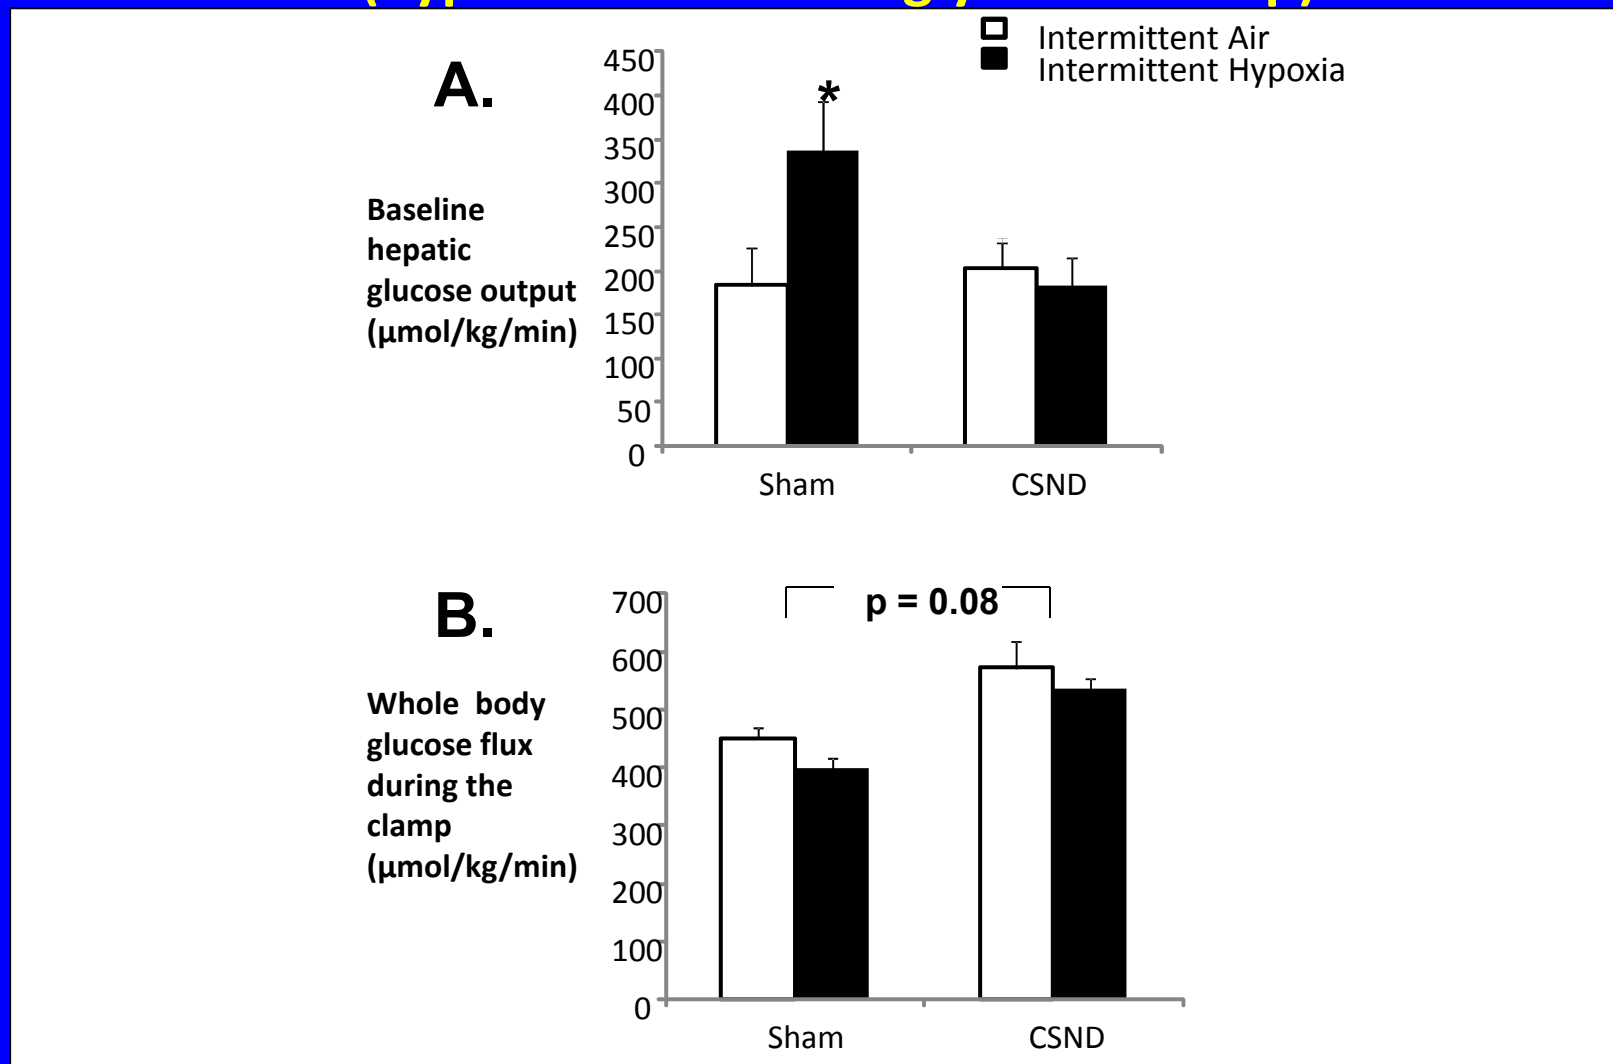 Intermittent Air
Intermittent Hypoxia
A.
450
400
350
300
250
200
150
100
50
0
*
Baseline
hepatic
glucose output
(µmol/kg/min)
Sham CSND
B.
p = 0.08
700
600
500
400
300
200
100
0
Whole body
glucose flux
during the
clamp
(µmol/kg/min)
Sham CSND